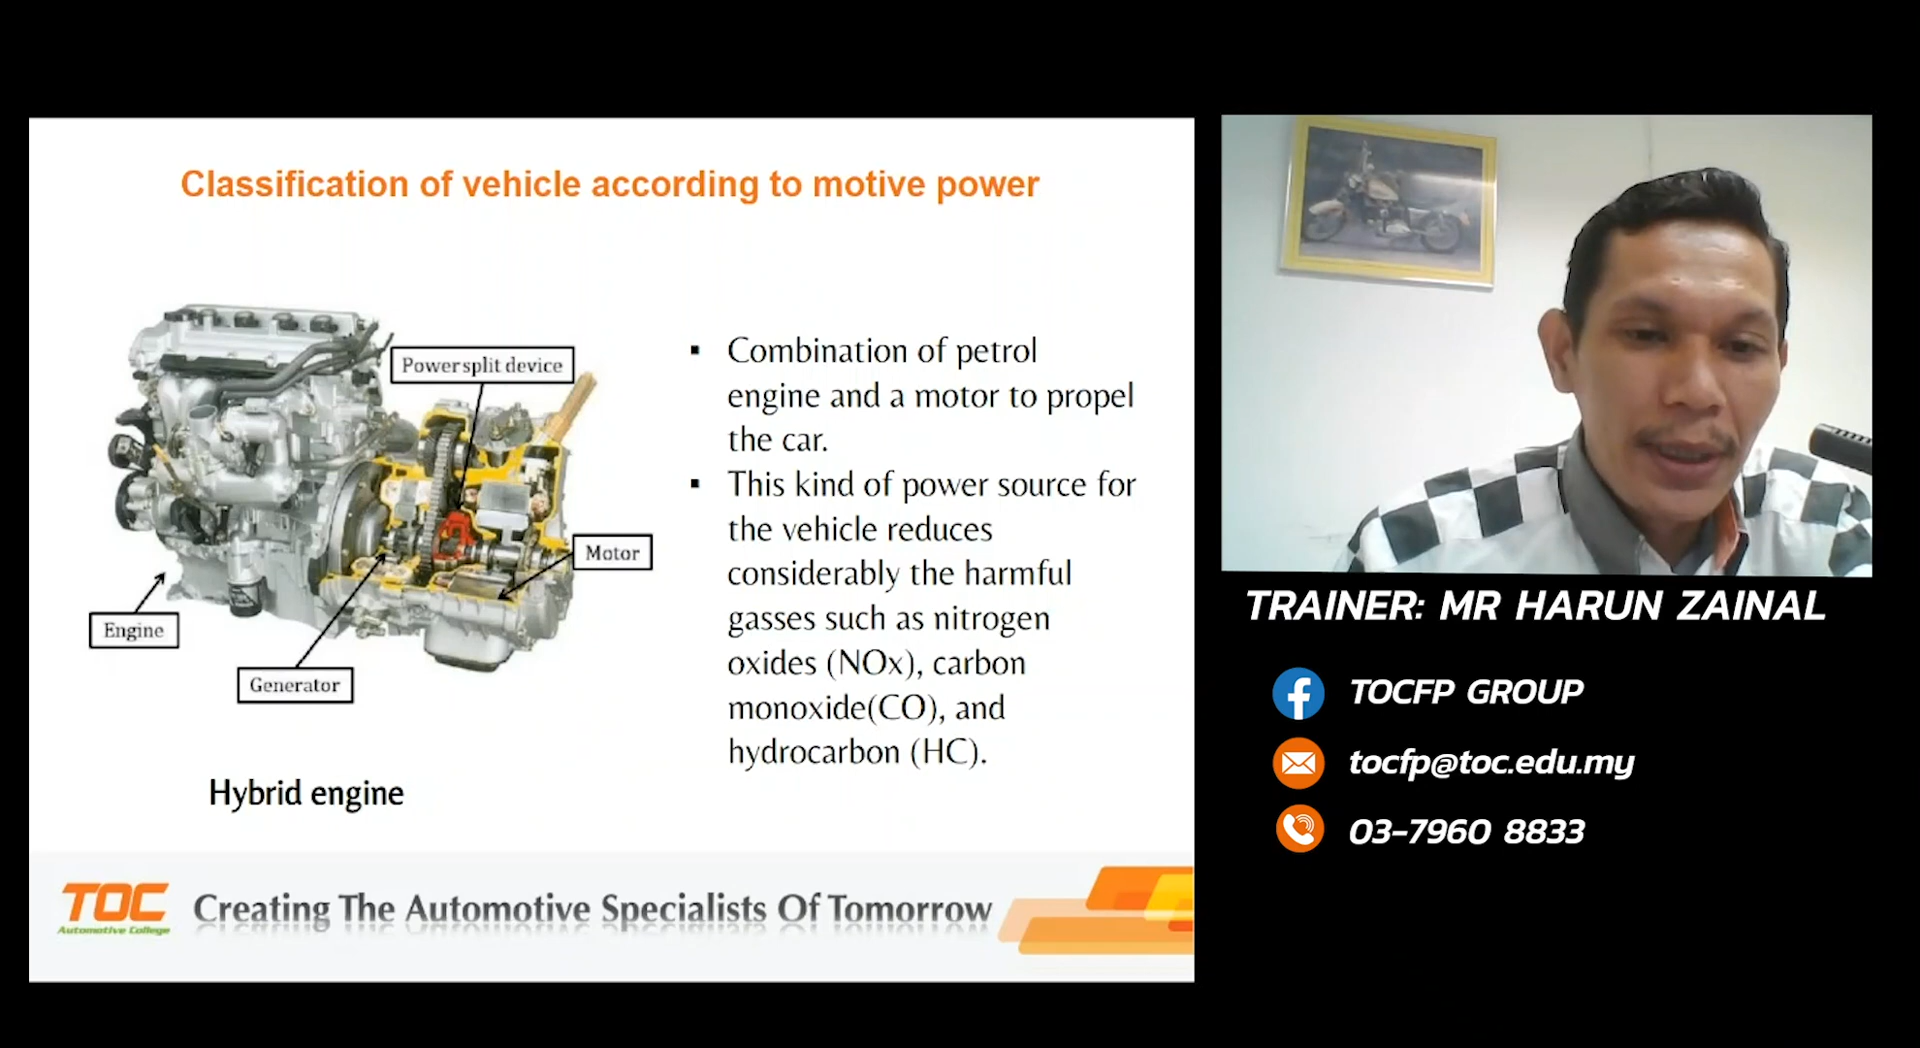 Classification of vehicle according to motive power
Power split device
Motor
Engine
Generator
Hybrid engine
▪ Combination of petrol
engine and a motor to propel
the car.
▪ This kind of power source for
the vehicle reduces
considerably the harmful
gasses such as nitrogen
oxides (NOx), carbon
monoxide(CO), and
hydrocarbon (HC).
TOC
Automotive College
Creating The Automotive Specialists Of Tomorrow
TRAINER: MR HARUN ZAINAL
TOCFP GROUP
tocfp@toc.edu.my
03-7960 8833